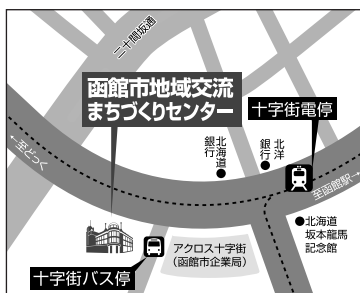 二十間坂通
函館市地域交流
まちづくりセンター
十字街電停
北洋
銀行
北海道
銀行
←至どつく
至函館駅→
北海道
坂本龍馬
記念館
アクロス十字街
(函館市企業局)
十字街バス停